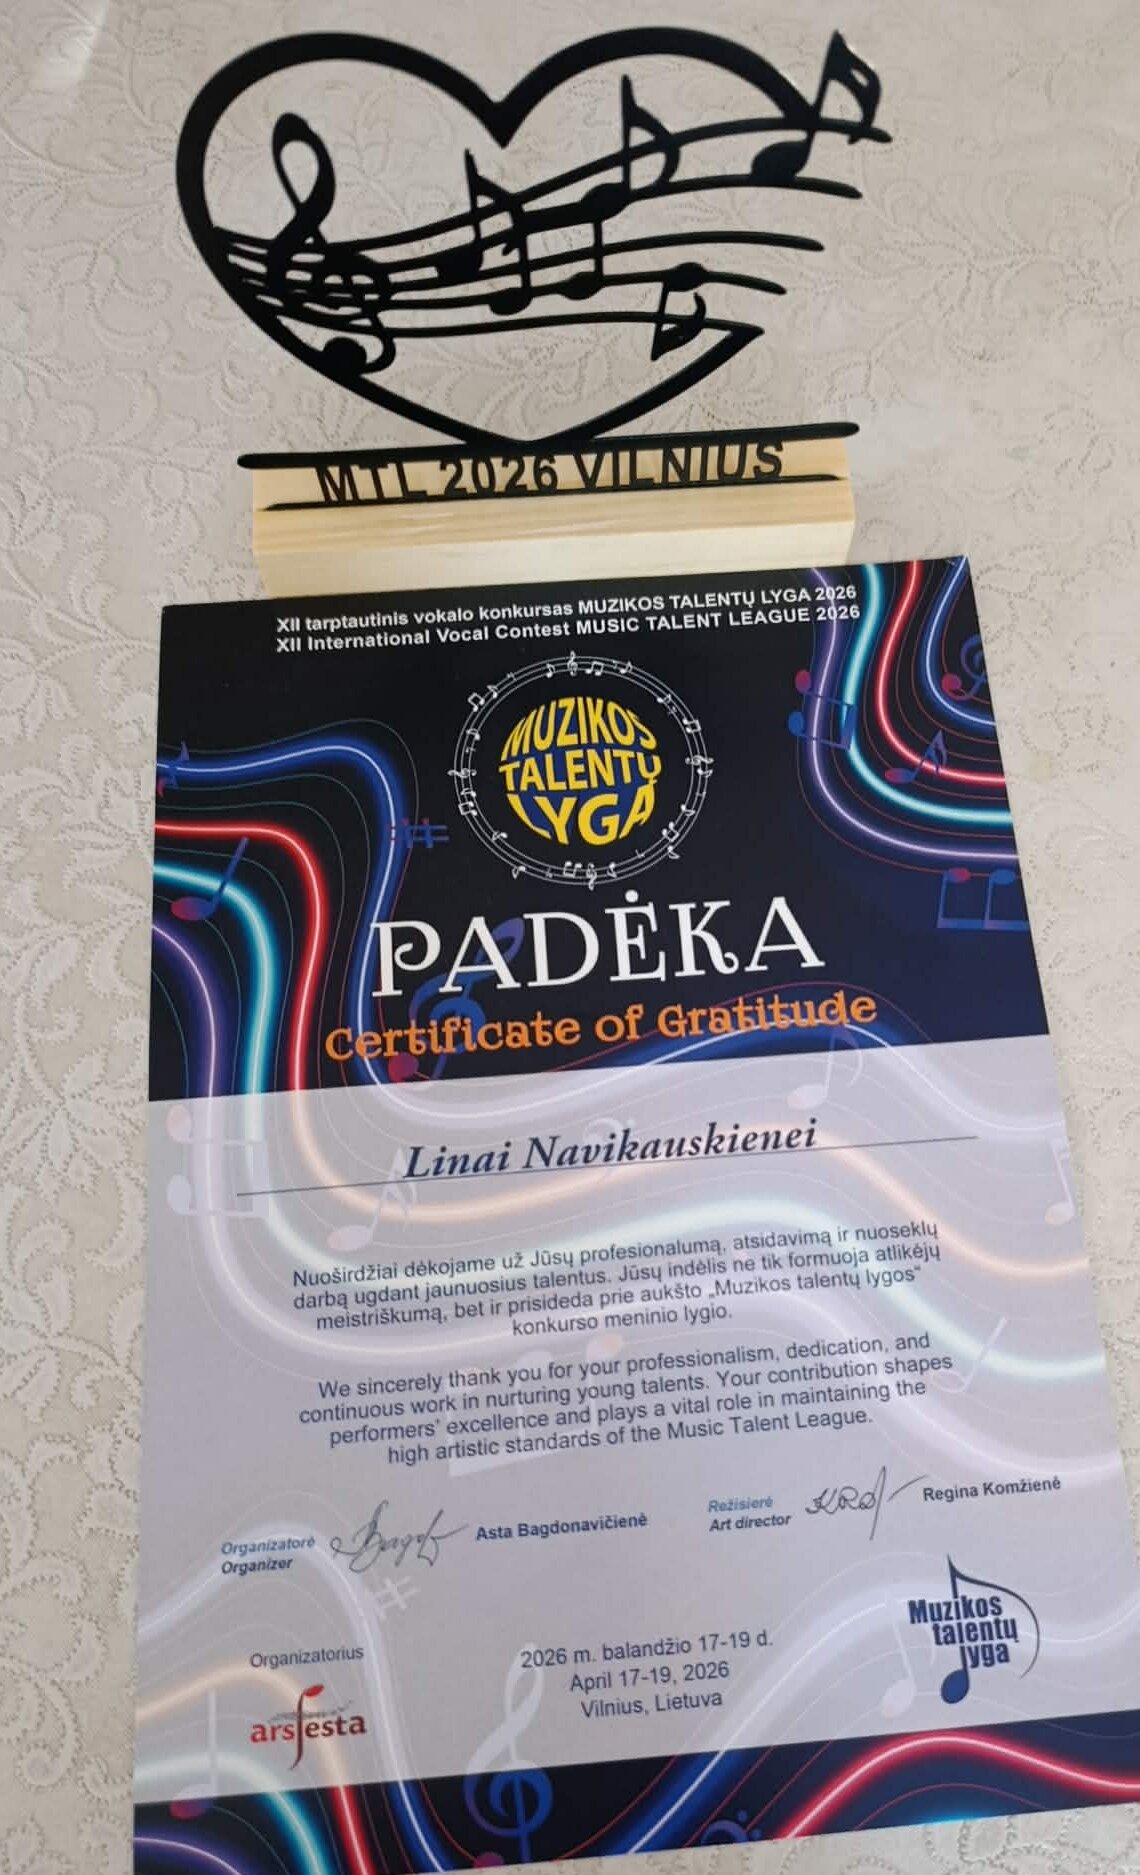 MTL 2026 VILNIUS
XII tarptautinis vokalo konkursas MUZIKOS TALENTŲ LYGA 2026
XII International Vocal Contest MUSIC TALENT LEAGUE 2026
MUZIKOS
TALENTŲ
LYGA
PADĖKA
Certificate of Gratitude
Linai Navikauskienei
Nuoširdžiai dėkojame už Jūsų profesionalumą, atsidavimą ir nuoseklų
darbą ugdant jaunuosius talentus. Jūsų indėlis ne tik formuoja atlikėjų
meistriškumą, bet ir prisideda prie aukšto „Muzikos talentų lygos“
konkurso meninio lygio.
We sincerely thank you for your professionalism, dedication, and
continuous work in nurturing young talents. Your contribution shapes
performers' excellence and plays a vital role in maintaining the
high artistic standards of the Music Talent League.
Organizatorė
Organizer
Asta Bagdonavičienė
Režisierė
Art director
Regina Komžienė
Organizatorius
arsfesta
2026 m. balandžio 17-19 d.
April 17-19, 2026
Vilnius, Lietuva
Muzikos
talentų
lyga